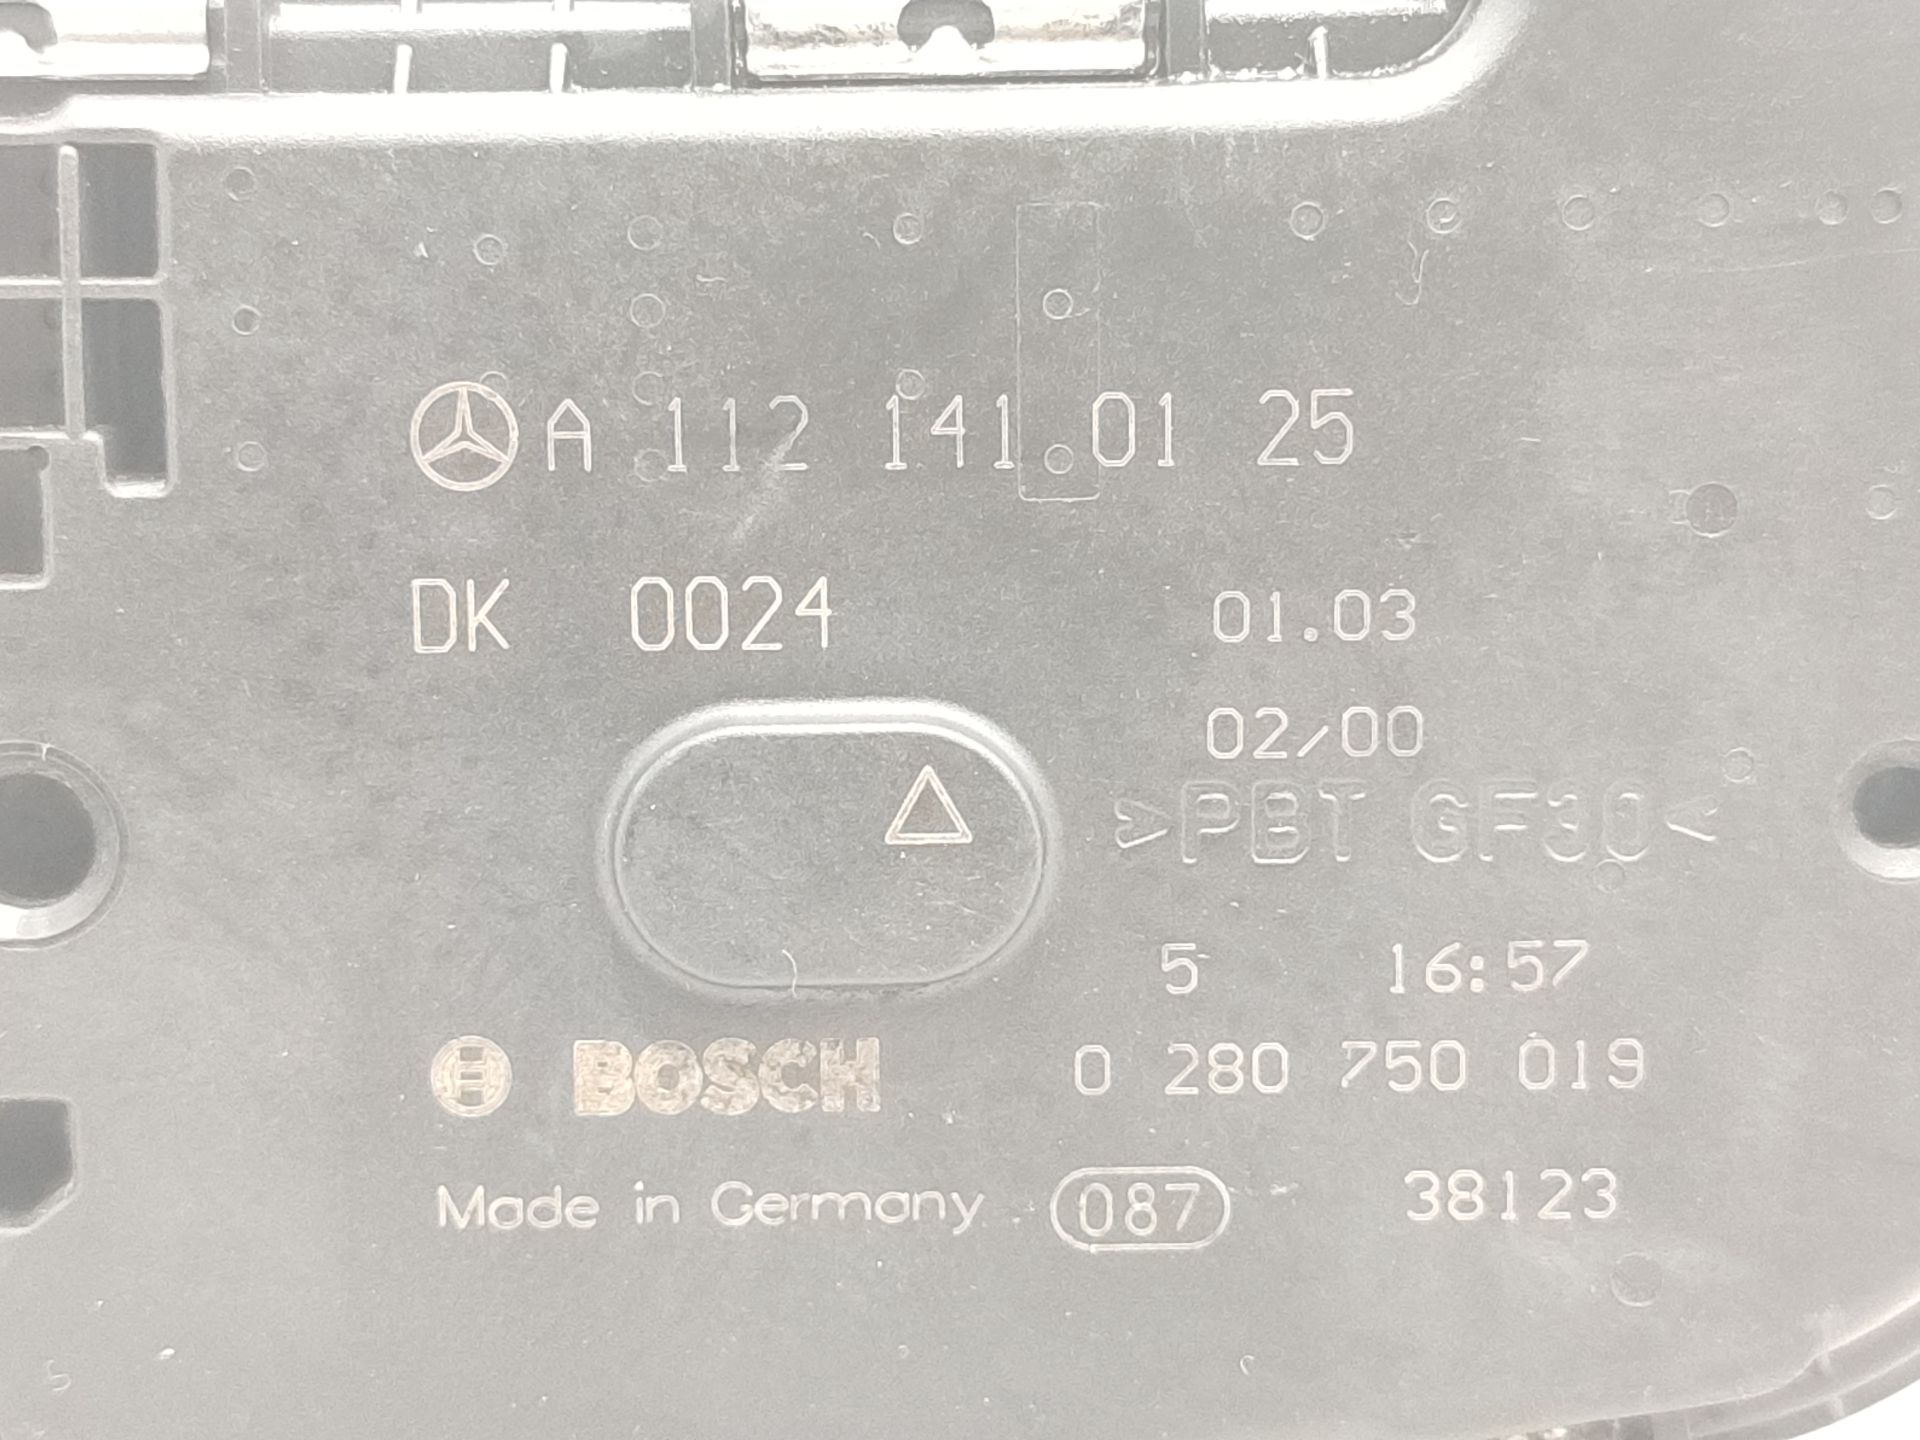 A 112 141 01 25
DK 0024
01.03
02/00
>PBT GF30<
5 16:57
BOSCH 0 280 750 019
Made in Germany 087 38123